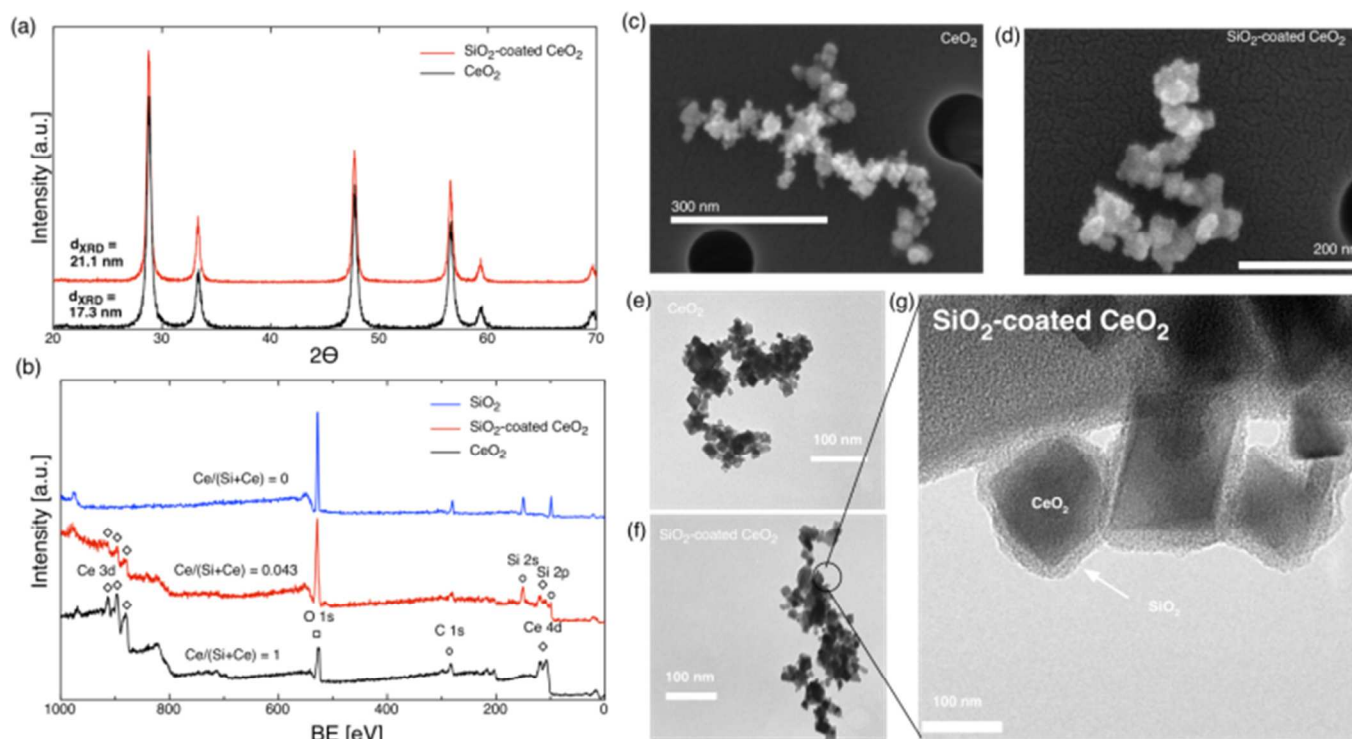 (a)
SiO2-coated CeO2
CeO2
Intensity [a.u.]
dXRD =
21.1 nm
dXRD =
17.3 nm
20 30 40 50 60 70
2Θ
(b)
SiO2
SiO2-coated CeO2
CeO2
Intensity [a.u.]
Ce/(Si+Ce) = 0
Ce 3d
Ce/(Si+Ce) = 0.043
Si 2s
Si 2p
O 1s
C 1s
Ce 4d
Ce/(Si+Ce) = 1
1000 800 600 400 200 0
BE [eV]
(c)
CeO2
300 nm
(d)
SiO2-coated CeO2
200 nm
(e)
CeO2
100 nm
(f)
SiO2-coated CeO2
100 nm
(g)
SiO2-coated CeO2
CeO2
SiO2
100 nm